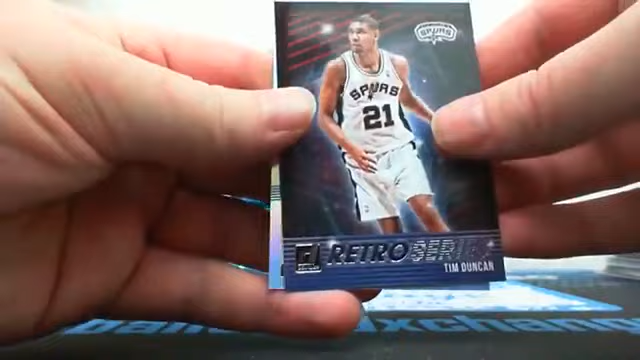 SPURS
SPURS
21
RETRO SERIES
TIM DUNCAN